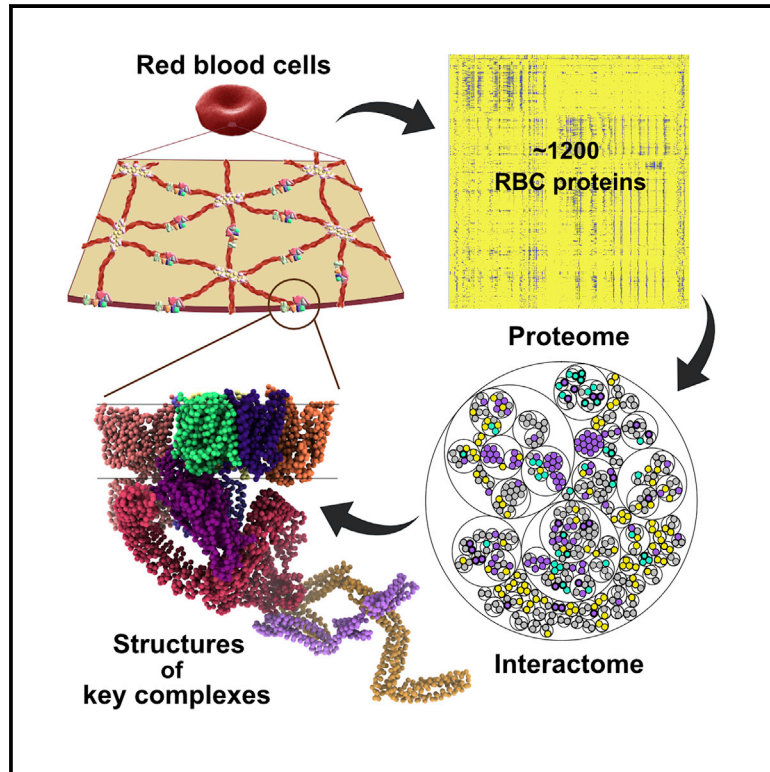 Red blood cells
~1200
RBC proteins
Proteome
Interactome
Structures
of
key complexes